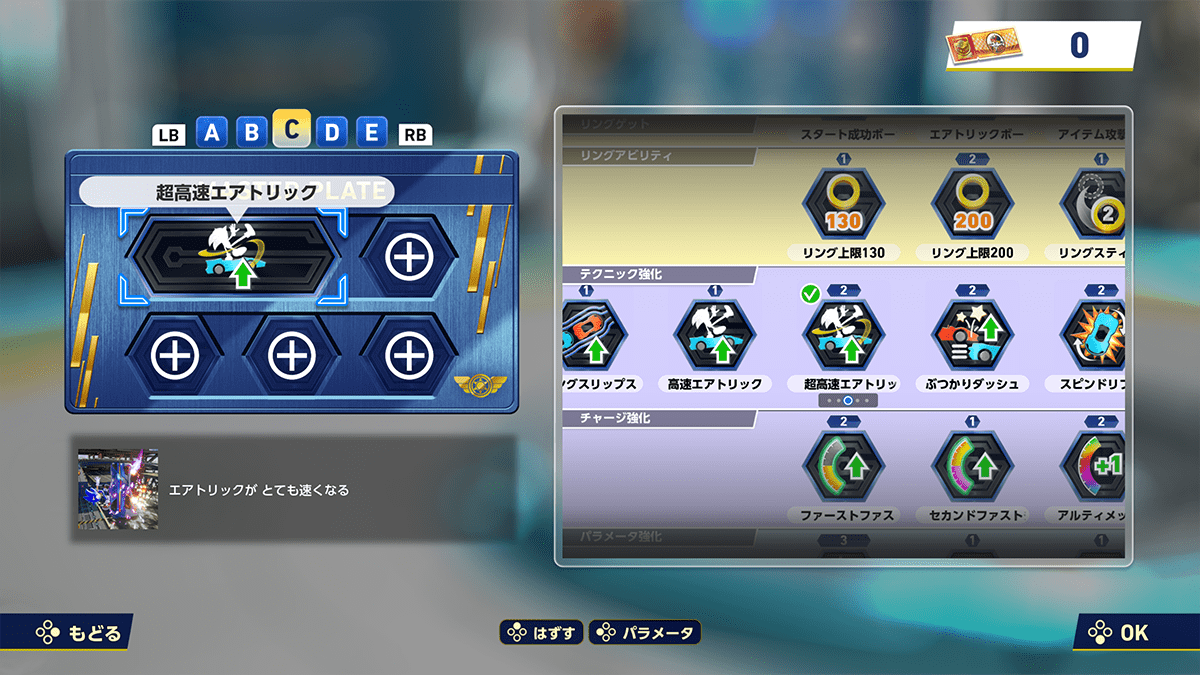 0
LB A B C D E RB
超高速エアトリック
PLATE
エアトリックが とても速くなる
リングゲット
スタート成功ボー エアトリックボー アイテム攻撃
リングアビリティ
1 2 1
130 200 2
リング上限130 リング上限200 リングスティ
テクニック強化
1 1 2 2 2
グスリップス 高速エアトリック 超高速エアトリッ ぶつかりダッシュ スピンドリフ
チャージ強化
2 1 2
+1
ファーストファス セカンドファスト アルティメッ
パラメータ強化
3 1 1
もどる はずす パラメータ OK